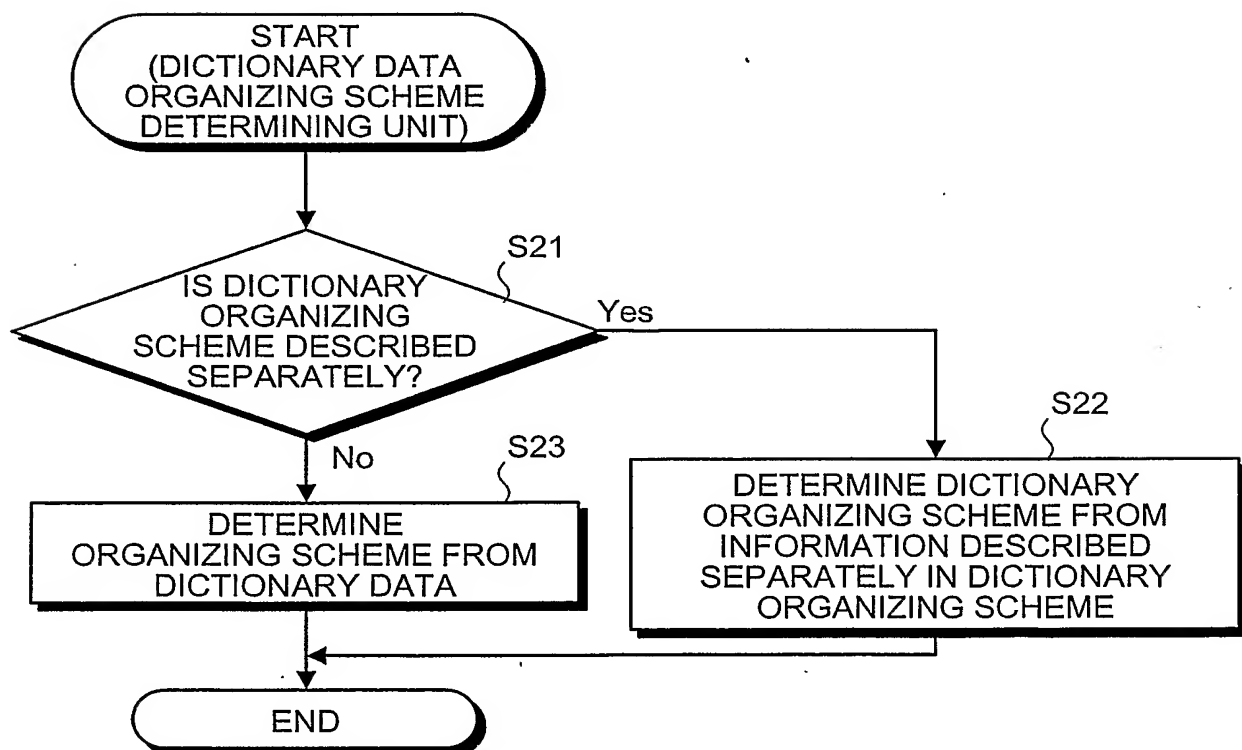 START
(DICTIONARY DATA
ORGANIZING SCHEME
DETERMINING UNIT)
S21
IS DICTIONARY
ORGANIZING
SCHEME DESCRIBED
SEPARATELY?
Yes
No
S23
DETERMINE
ORGANIZING SCHEME FROM
DICTIONARY DATA
S22
DETERMINE DICTIONARY
ORGANIZING SCHEME FROM
INFORMATION DESCRIBED
SEPARATELY IN DICTIONARY
ORGANIZING SCHEME
END